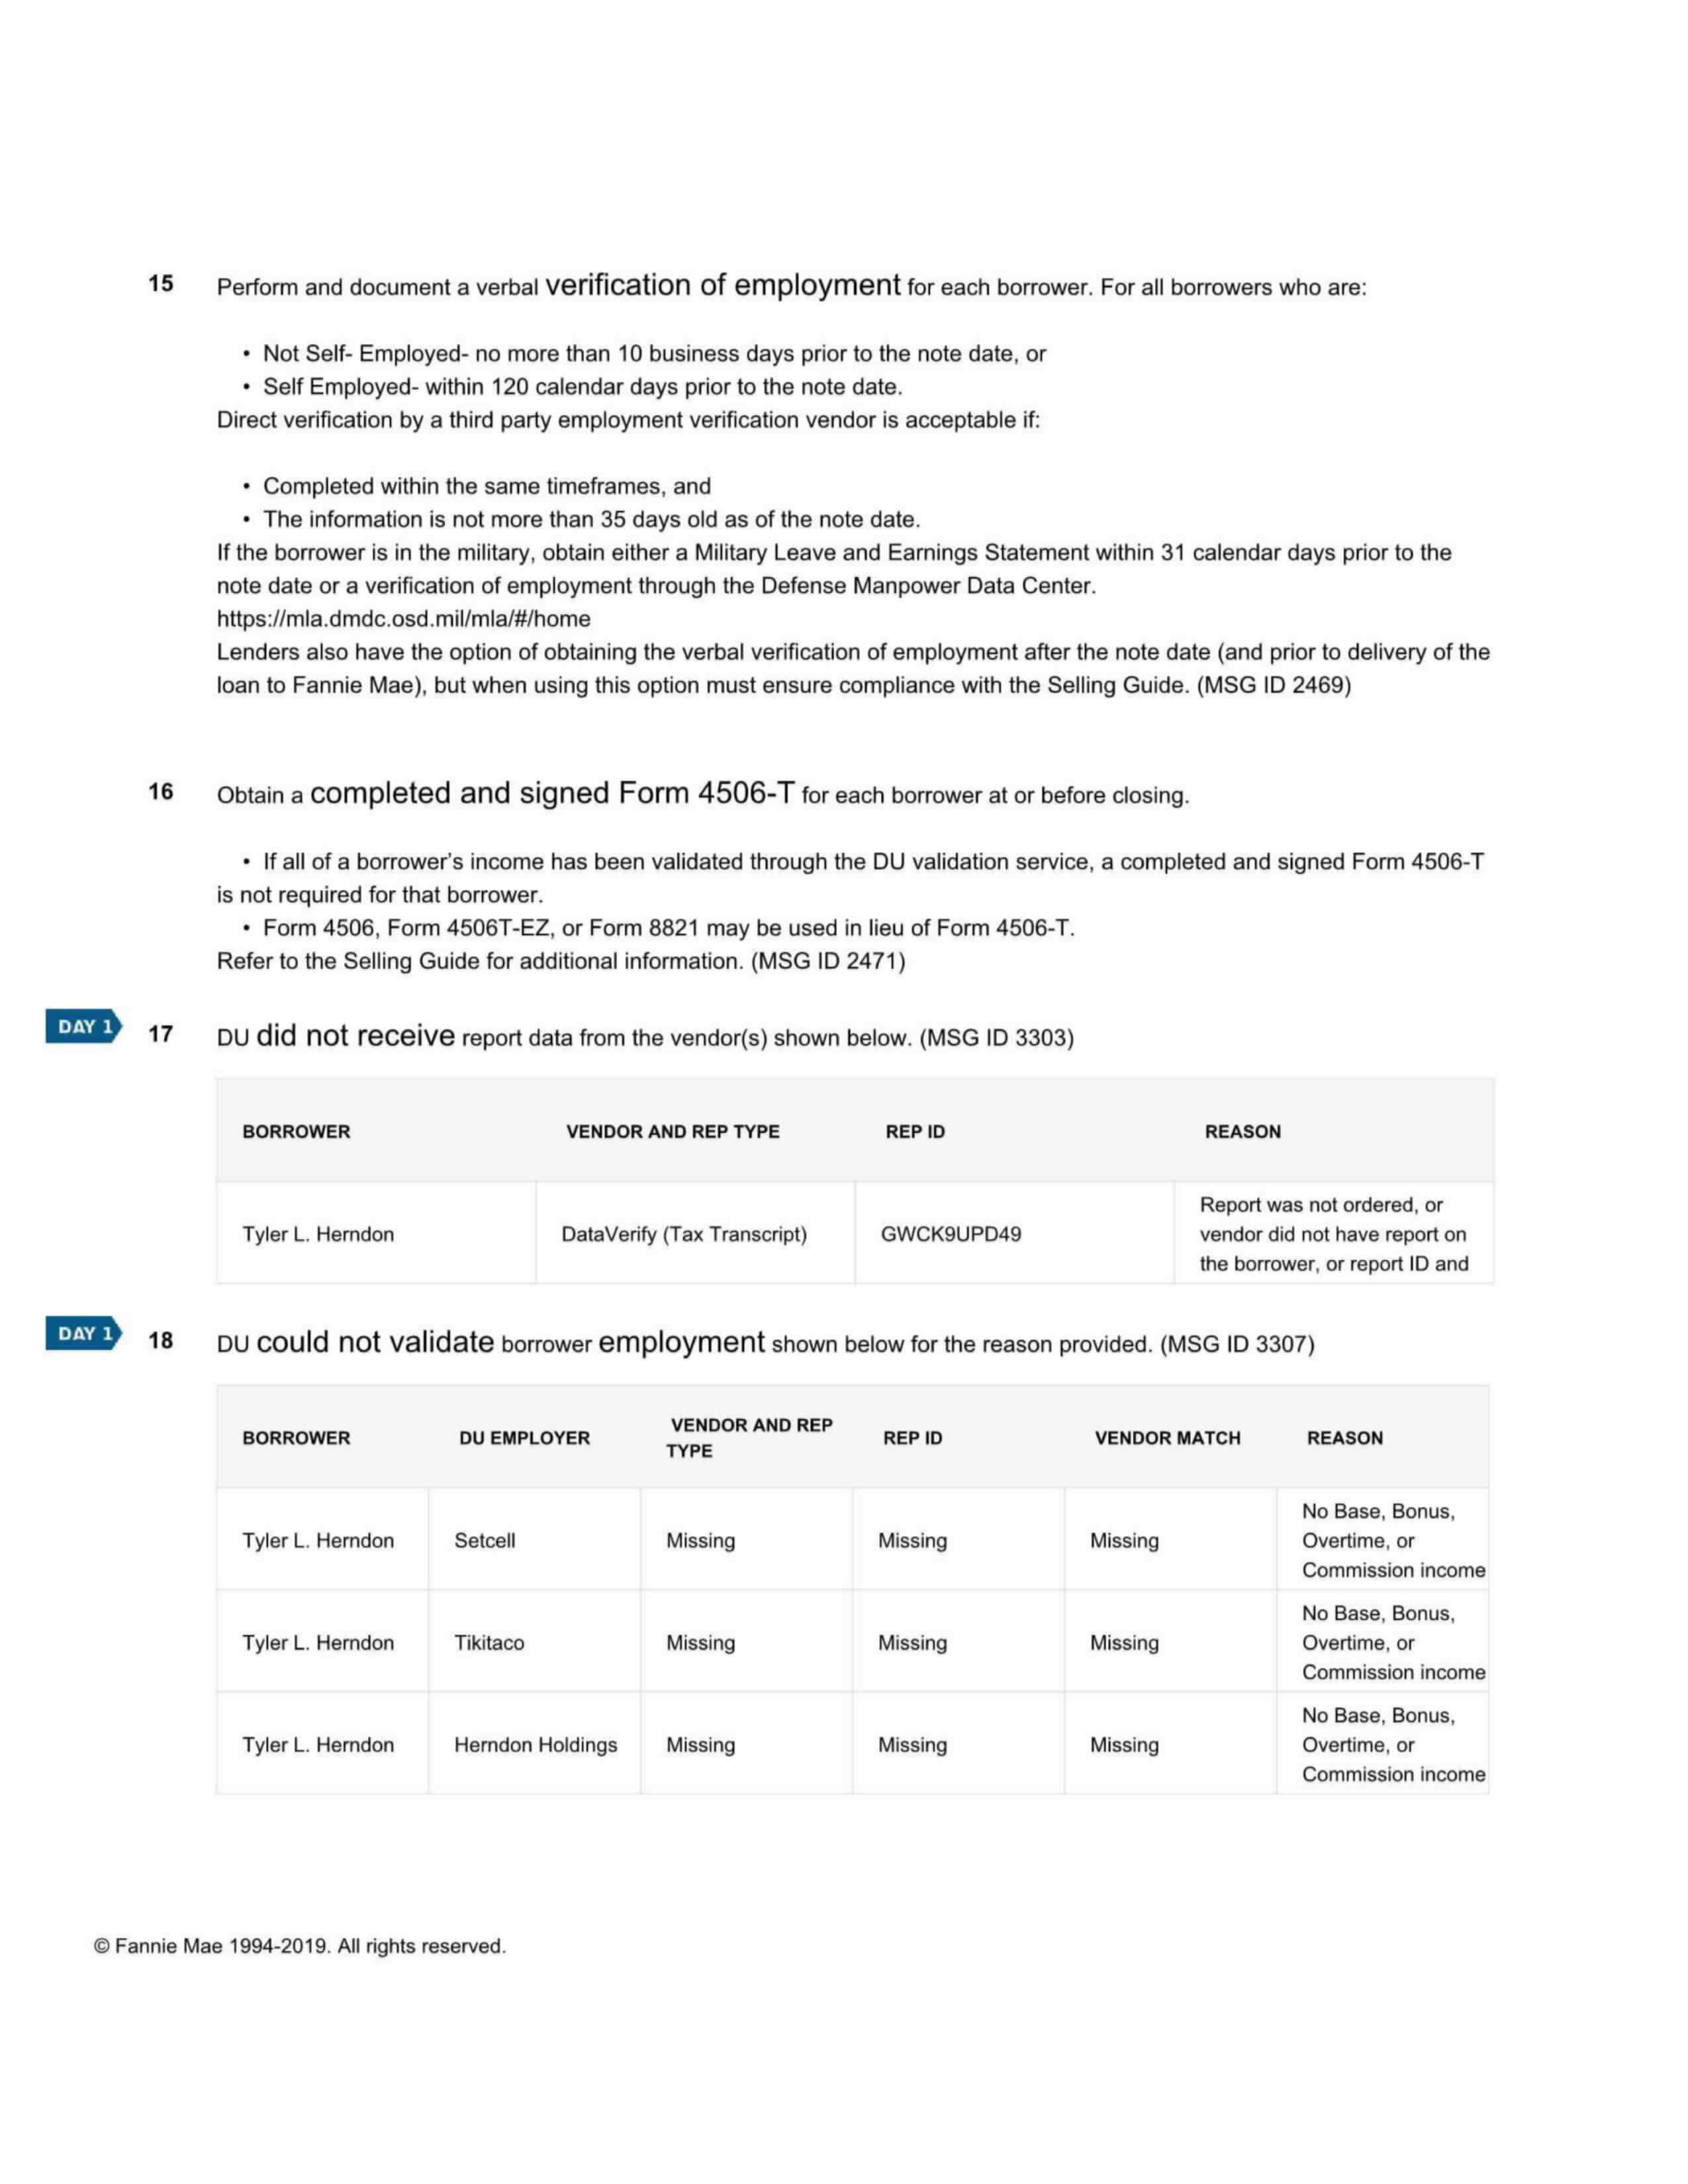 15 Perform and document a verbal verification of employment for each borrower. For all borrowers who are:
• Not Self- Employed- no more than 10 business days prior to the note date, or
• Self Employed- within 120 calendar days prior to the note date.
Direct verification by a third party employment verification vendor is acceptable if:
• Completed within the same timeframes, and
• The information is not more than 35 days old as of the note date.
If the borrower is in the military, obtain either a Military Leave and Earnings Statement within 31 calendar days prior to the
note date or a verification of employment through the Defense Manpower Data Center.
https://mla.dmdc.osd.mil/mla/#/home
Lenders also have the option of obtaining the verbal verification of employment after the note date (and prior to delivery of the
loan to Fannie Mae), but when using this option must ensure compliance with the Selling Guide. (MSG ID 2469)
16 Obtain a completed and signed Form 4506-T for each borrower at or before closing.
• If all of a borrower's income has been validated through the DU validation service, a completed and signed Form 4506-T
is not required for that borrower.
• Form 4506, Form 4506T-EZ, or Form 8821 may be used in lieu of Form 4506-T.
Refer to the Selling Guide for additional information. (MSG ID 2471)
DAY 1 17 DU did not receive report data from the vendor(s) shown below. (MSG ID 3303)
BORROWER VENDOR AND REP TYPE REP ID REASON
Report was not ordered, or
Tyler L. Herndon DataVerify (Tax Transcript) GWCK9UPD49 vendor did not have report on
the borrower, or report ID and
DAY 1 18 DU could not validate borrower employment shown below for the reason provided. (MSG ID 3307)
BORROWER DU EMPLOYER VENDOR AND REP TYPE REP ID VENDOR MATCH REASON
No Base, Bonus,
Tyler L. Herndon Setcell Missing Missing Missing Overtime, or
Commission income
No Base, Bonus,
Tyler L. Herndon Tikitaco Missing Missing Missing Overtime, or
Commission income
No Base, Bonus,
Tyler L. Herndon Herndon Holdings Missing Missing Missing Overtime, or
Commission income
© Fannie Mae 1994-2019. All rights reserved.